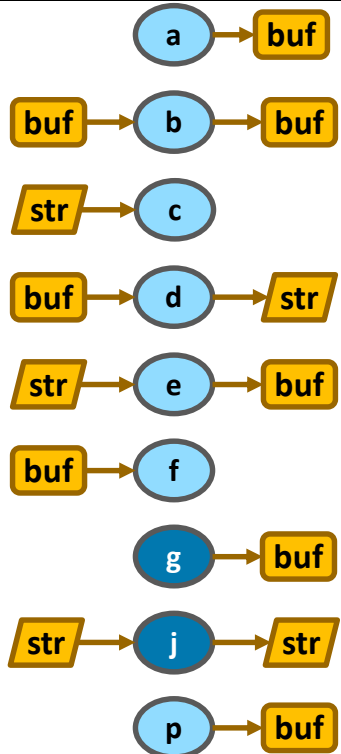 a buf
buf b buf
str c
buf d str
str e buf
buf f
g buf
str j str
p buf